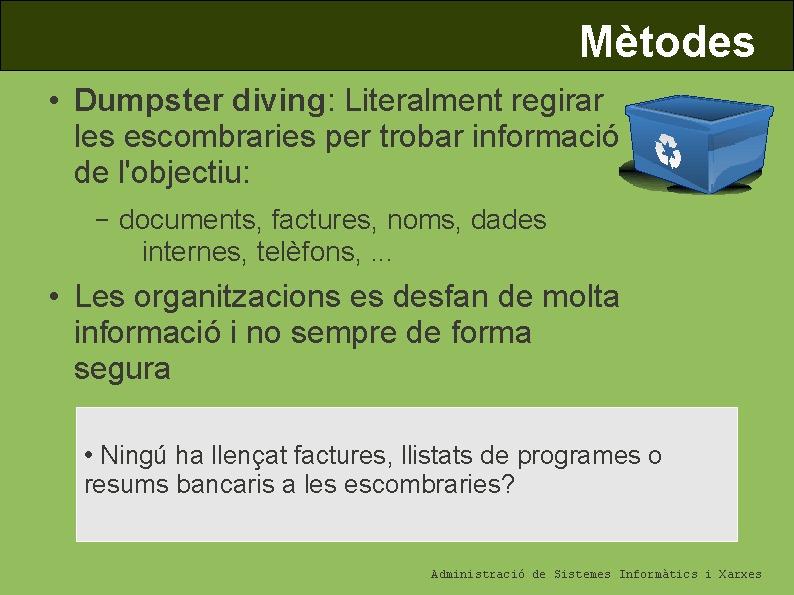 Mètodes
• Dumpster diving: Literalment regirar
les escombraries per trobar informació
de l'objectiu:
– documents, factures, noms, dades
internes, telèfons, ...
• Les organitzacions es desfan de molta
informació i no sempre de forma
segura
• Ningú ha llençat factures, llistats de programes o
resums bancaris a les escombraries?
Administració de Sistemes Informàtics i Xarxes